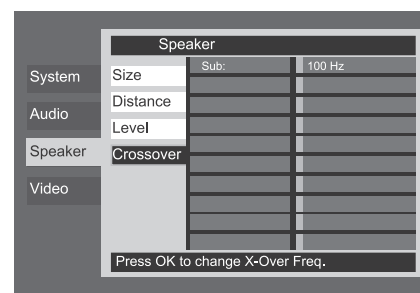 Speaker
System
Audio
Speaker
Video
Size
Distance
Level
Crossover
Sub: 100 Hz
Press OK to change X-Over Freq.